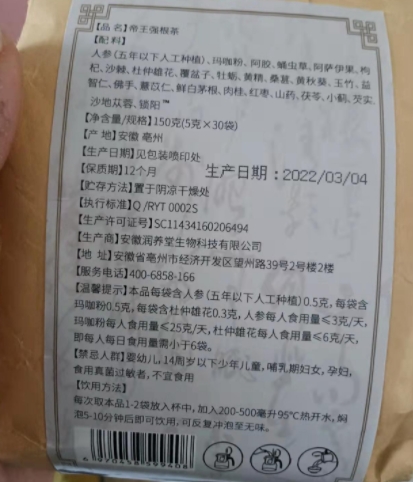 【品 名】帝王强根茶
【配 料】
人参(五年以下人工种植)、玛咖粉、阿胶、蛹虫草、阿萨伊果、枸
杞、沙棘、杜仲雄花、覆盆子、牡蛎、黄精、桑葚、黄秋葵、玉竹、益
智仁、佛手、薏苡仁、鲜白茅根、肉桂、红枣、山药、茯苓、小蓟、芡实、
沙地苁蓉、锁阳™
【净含量/规格】150克(5克×30袋)
【产 地】安徽 亳州
【生产日期】见包装喷印处
生产日期:2022/03/04
【保质期】12个月
【贮存方法】置于阴凉干燥处
【执行标准】Q/RYT 0002S
【生产许可证号】SC11434160206494
【生产商】安徽润养堂生物科技有限公司
【地 址】安徽省亳州市经济开发区望州路39号2号楼2楼
【服务电话】400-6858-166
【温馨提示】本品每袋含人参(五年以下人工种植)0.5克,每袋含
玛咖粉0.5克,每袋含杜仲雄花0.3克,人参每人食用量≤3克/天,
玛咖粉每人食用量≤25克/天,杜仲雄花每人食用量≤6克/天,
即每人每日食用量需小于6袋。
【禁忌人群】婴幼儿,14周岁以下少年儿童,哺乳期妇女,孕妇,
食用真菌过敏者,不宜食用
【饮用方法】
每次取本品1-2袋放入杯中,加入200-500毫升95℃热开水,焖
泡5-10分钟后即可饮用,可反复冲泡至无味。